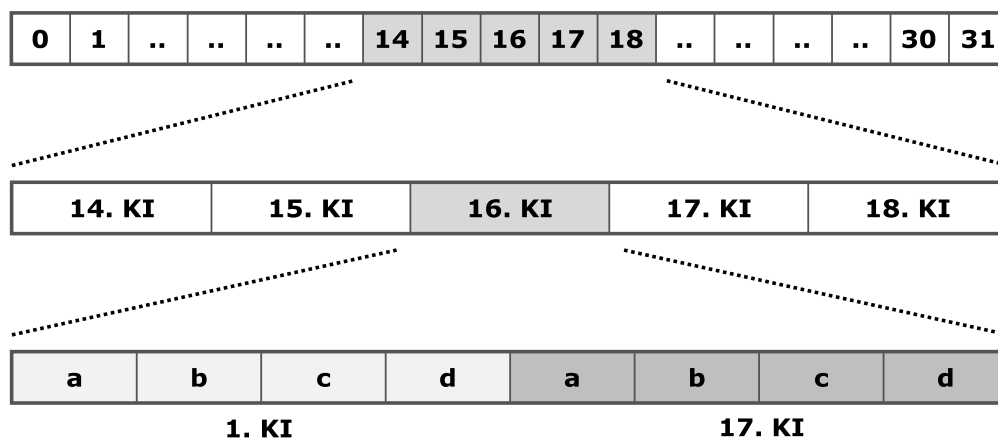 0 1 .. .. .. .. 14 15 16 17 18 .. .. .. .. 30 31
14. KI 15. KI 16. KI 17. KI 18. KI
a b c d a b c d
1. KI 17. KI